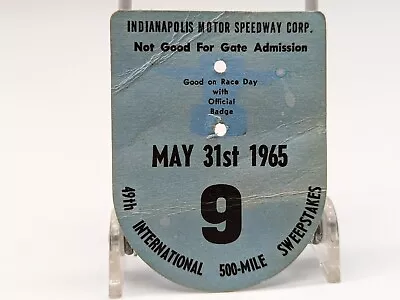 INDIANAPOLIS MOTOR SPEEDWAY CORP.
Not Good For Gate Admission
Good on Race Day
with
Official
Badge
MAY 31st 1965
9
49th INTERNATIONAL 500-MILE SWEEPSTAKES